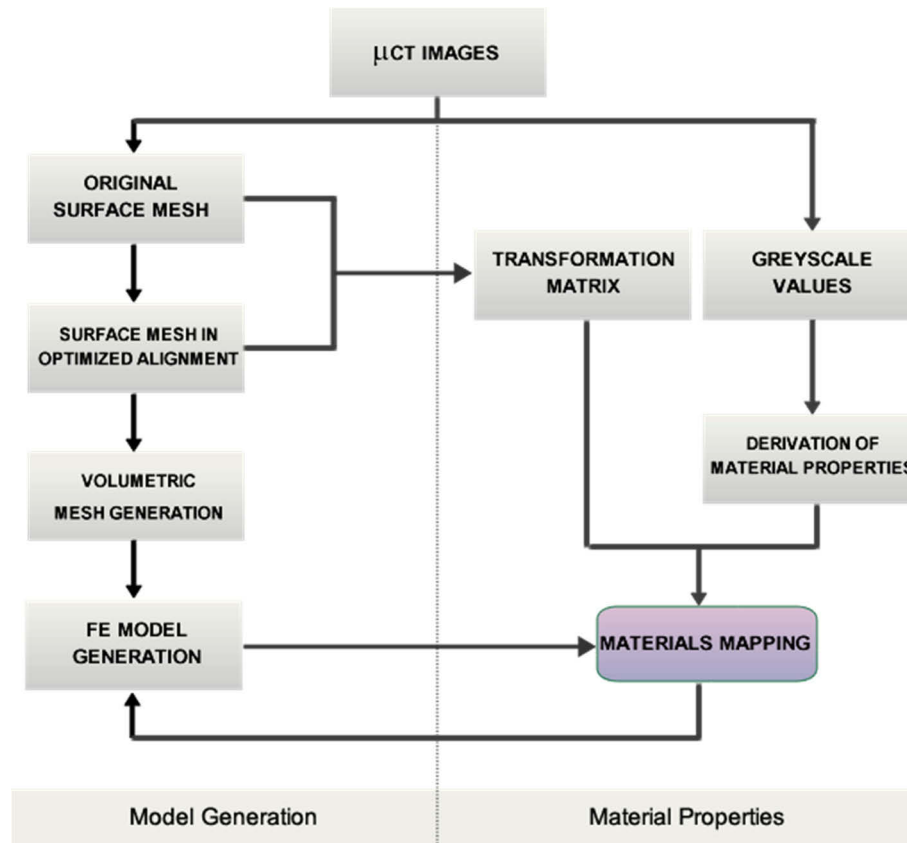 μCT IMAGES
ORIGINAL
SURFACE MESH
TRANSFORMATION
MATRIX
GREYSCALE
VALUES
SURFACE MESH IN
OPTIMIZED ALIGNMENT
DERIVATION OF
MATERIAL PROPERTIES
VOLUMETRIC
MESH GENERATION
FE MODEL
GENERATION
MATERIALS MAPPING
Model Generation
Material Properties